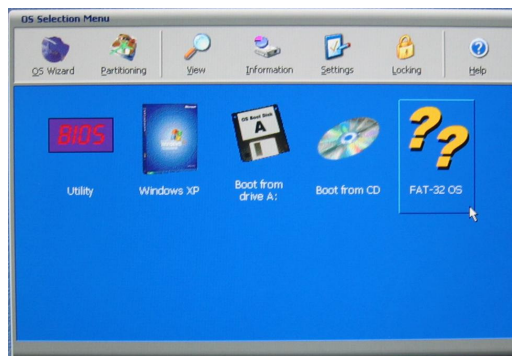 OS Selection Menu
OS Wizard
Partitioning
View
Information
Settings
Locking
Help
BIOS
OS Boot Disk
A
Utility
Windows XP
Boot from
drive A:
Boot from CD
FAT-32 OS